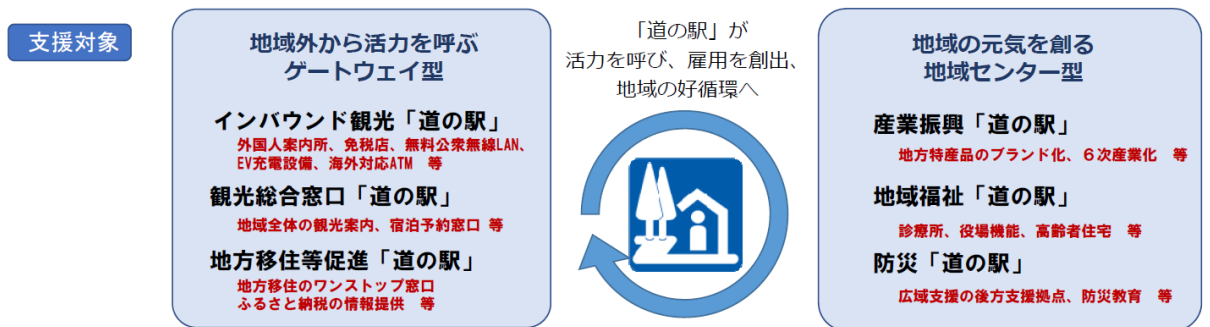 支援対象
地域外から活力を呼ぶ
ゲートウェイ型
インバウンド観光「道の駅」
外国人案内所、免税店、無料公衆無線LAN、
EV充電設備、海外対応ATM　等
観光総合窓口「道の駅」
地域全体の観光案内、宿泊予約窓口 等
地方移住等促進「道の駅」
地方移住のワンストップ窓口
ふるさと納税の情報提供　等
「道の駅」が
活力を呼び、雇用を創出、
地域の好循環へ
地域の元気を創る
地域センター型
産業振興「道の駅」
地方特産品のブランド化、６次産業化　等
地域福祉「道の駅」
診療所、役場機能、高齢者住宅　等
防災「道の駅」
広域支援の後方支援拠点、防災教育　等